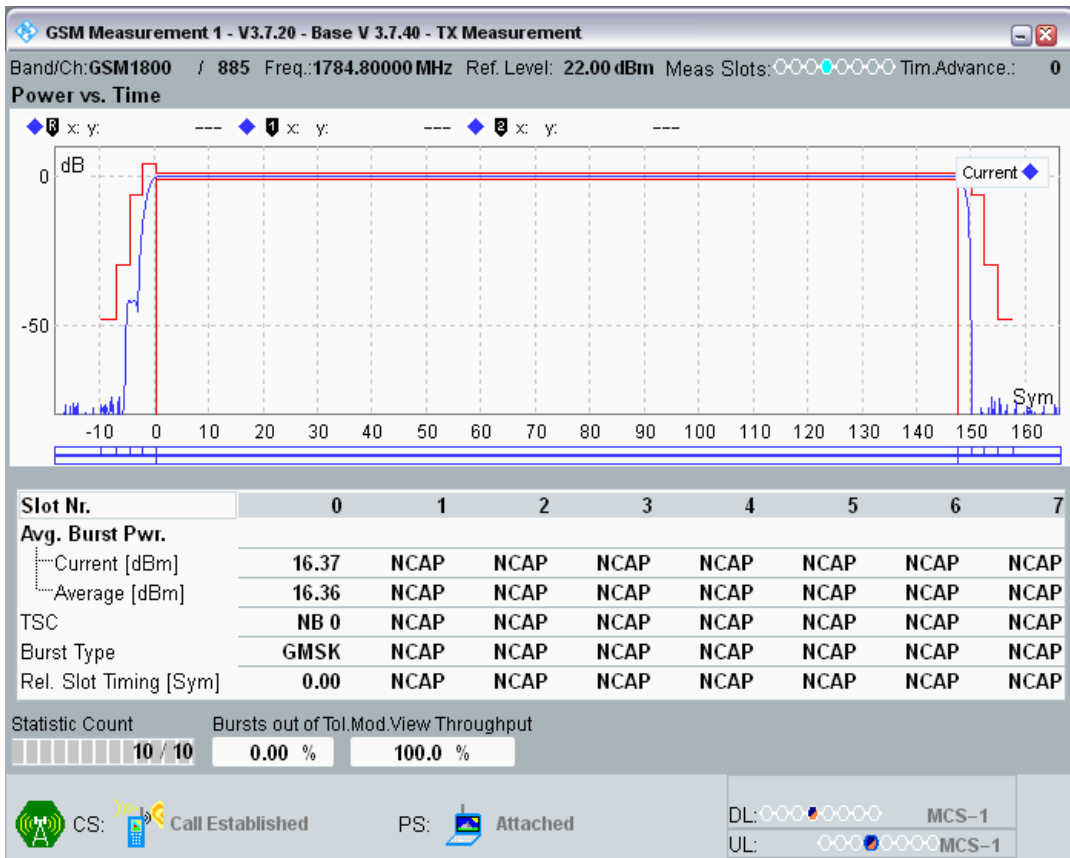 GSM Measurement 1 - V3.7.20 - Base V 3.7.40 - TX Measurement
Band/Ch:GSM1800 / 885 Freq.:1784.80000 MHz Ref. Level: 22.00 dBm Meas Slots: Tim.Advance.: 0
Power vs. Time
R x: y: --- 1 x: y: --- 2 x: y: ---
dB
Current
0
-50
Sym
-10 0 10 20 30 40 50 60 70 80 90 100 110 120 130 140 150 160
Slot Nr. 0 1 2 3 4 5 6 7
Avg. Burst Pwr.
Current [dBm] 16.37 NCAP NCAP NCAP NCAP NCAP NCAP NCAP
Average [dBm] 16.36 NCAP NCAP NCAP NCAP NCAP NCAP NCAP
TSC NB 0 NCAP NCAP NCAP NCAP NCAP NCAP NCAP
Burst Type GMSK NCAP NCAP NCAP NCAP NCAP NCAP NCAP
Rel. Slot Timing [Sym] 0.00 NCAP NCAP NCAP NCAP NCAP NCAP NCAP
Statistic Count Bursts out of Tol.Mod.View Throughput
10 / 10 0.00 % 100.0 %
CS: Call Established PS: Attached
DL: MCS-1
UL: MCS-1